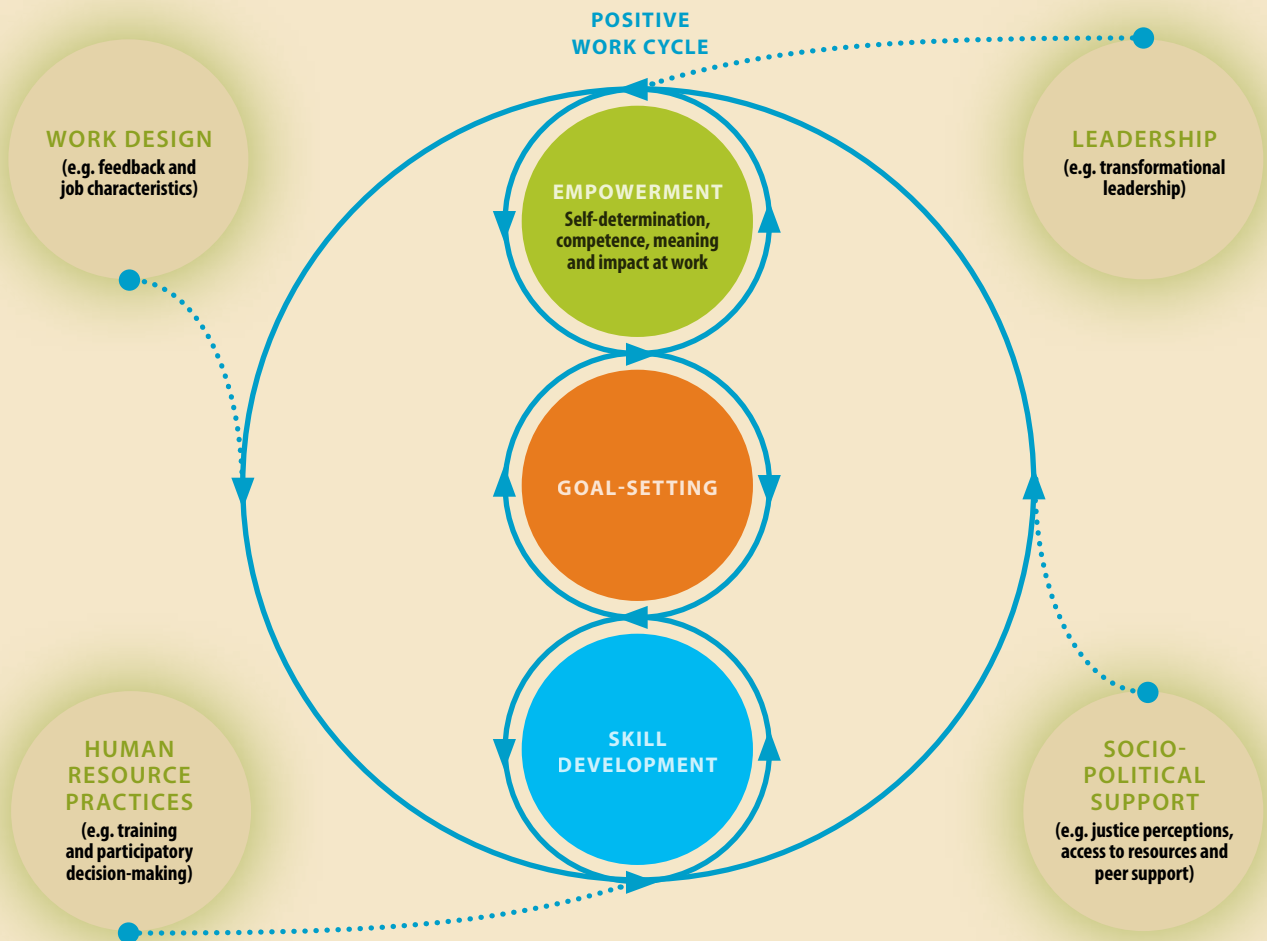 POSITIVE
WORK CYCLE
WORK DESIGN
(e.g. feedback and
job characteristics)
LEADERSHIP
(e.g. transformational
leadership)
EMPOWERMENT
Self-determination,
competence, meaning
and impact at work
GOAL-SETTING
SKILL
DEVELOPMENT
HUMAN
RESOURCE
PRACTICES
(e.g. training
and participatory
decision-making)
SOCIO-
POLITICAL
SUPPORT
(e.g. justice perceptions,
access to resources and
peer support)